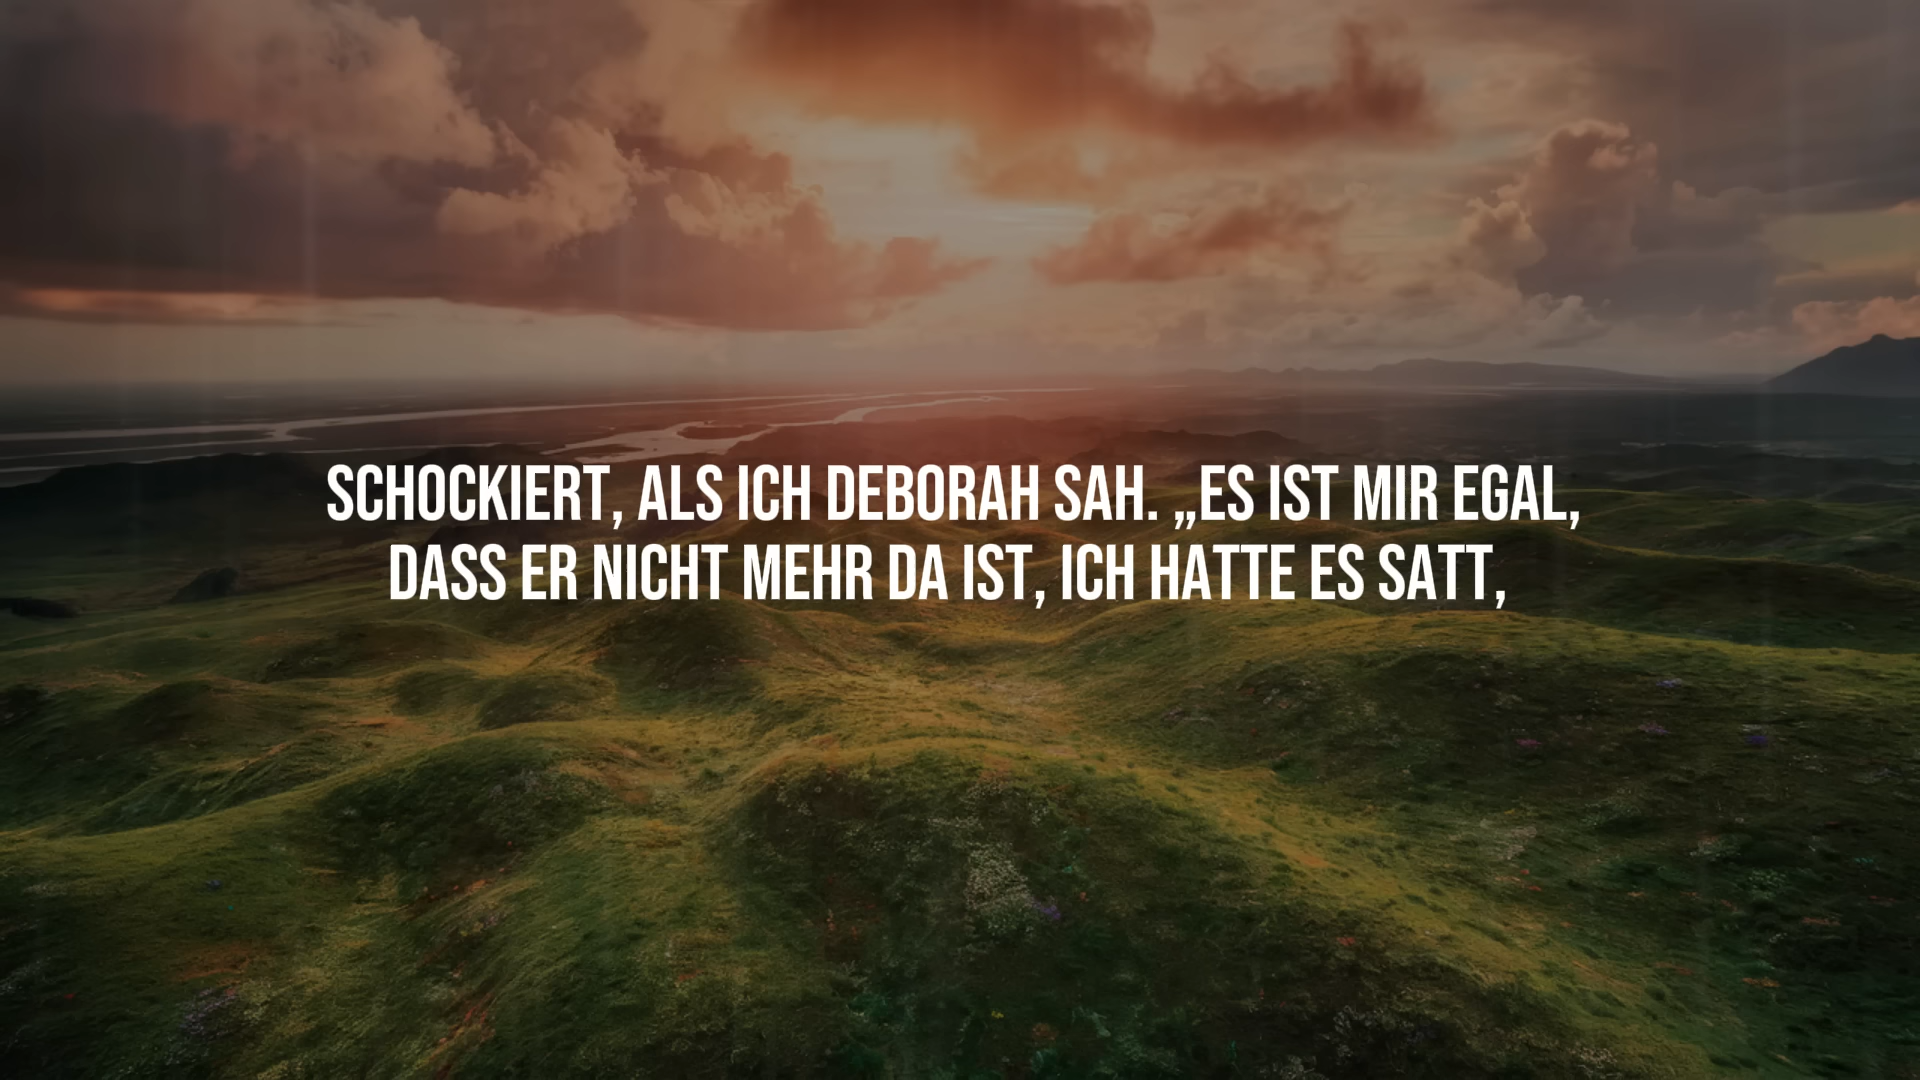 SCHOCKIERT, ALS ICH DEBORAH SAH. „ES IST MIR EGAL,
DASS ER NICHT MEHR DA IST, ICH HATTE ES SATT,